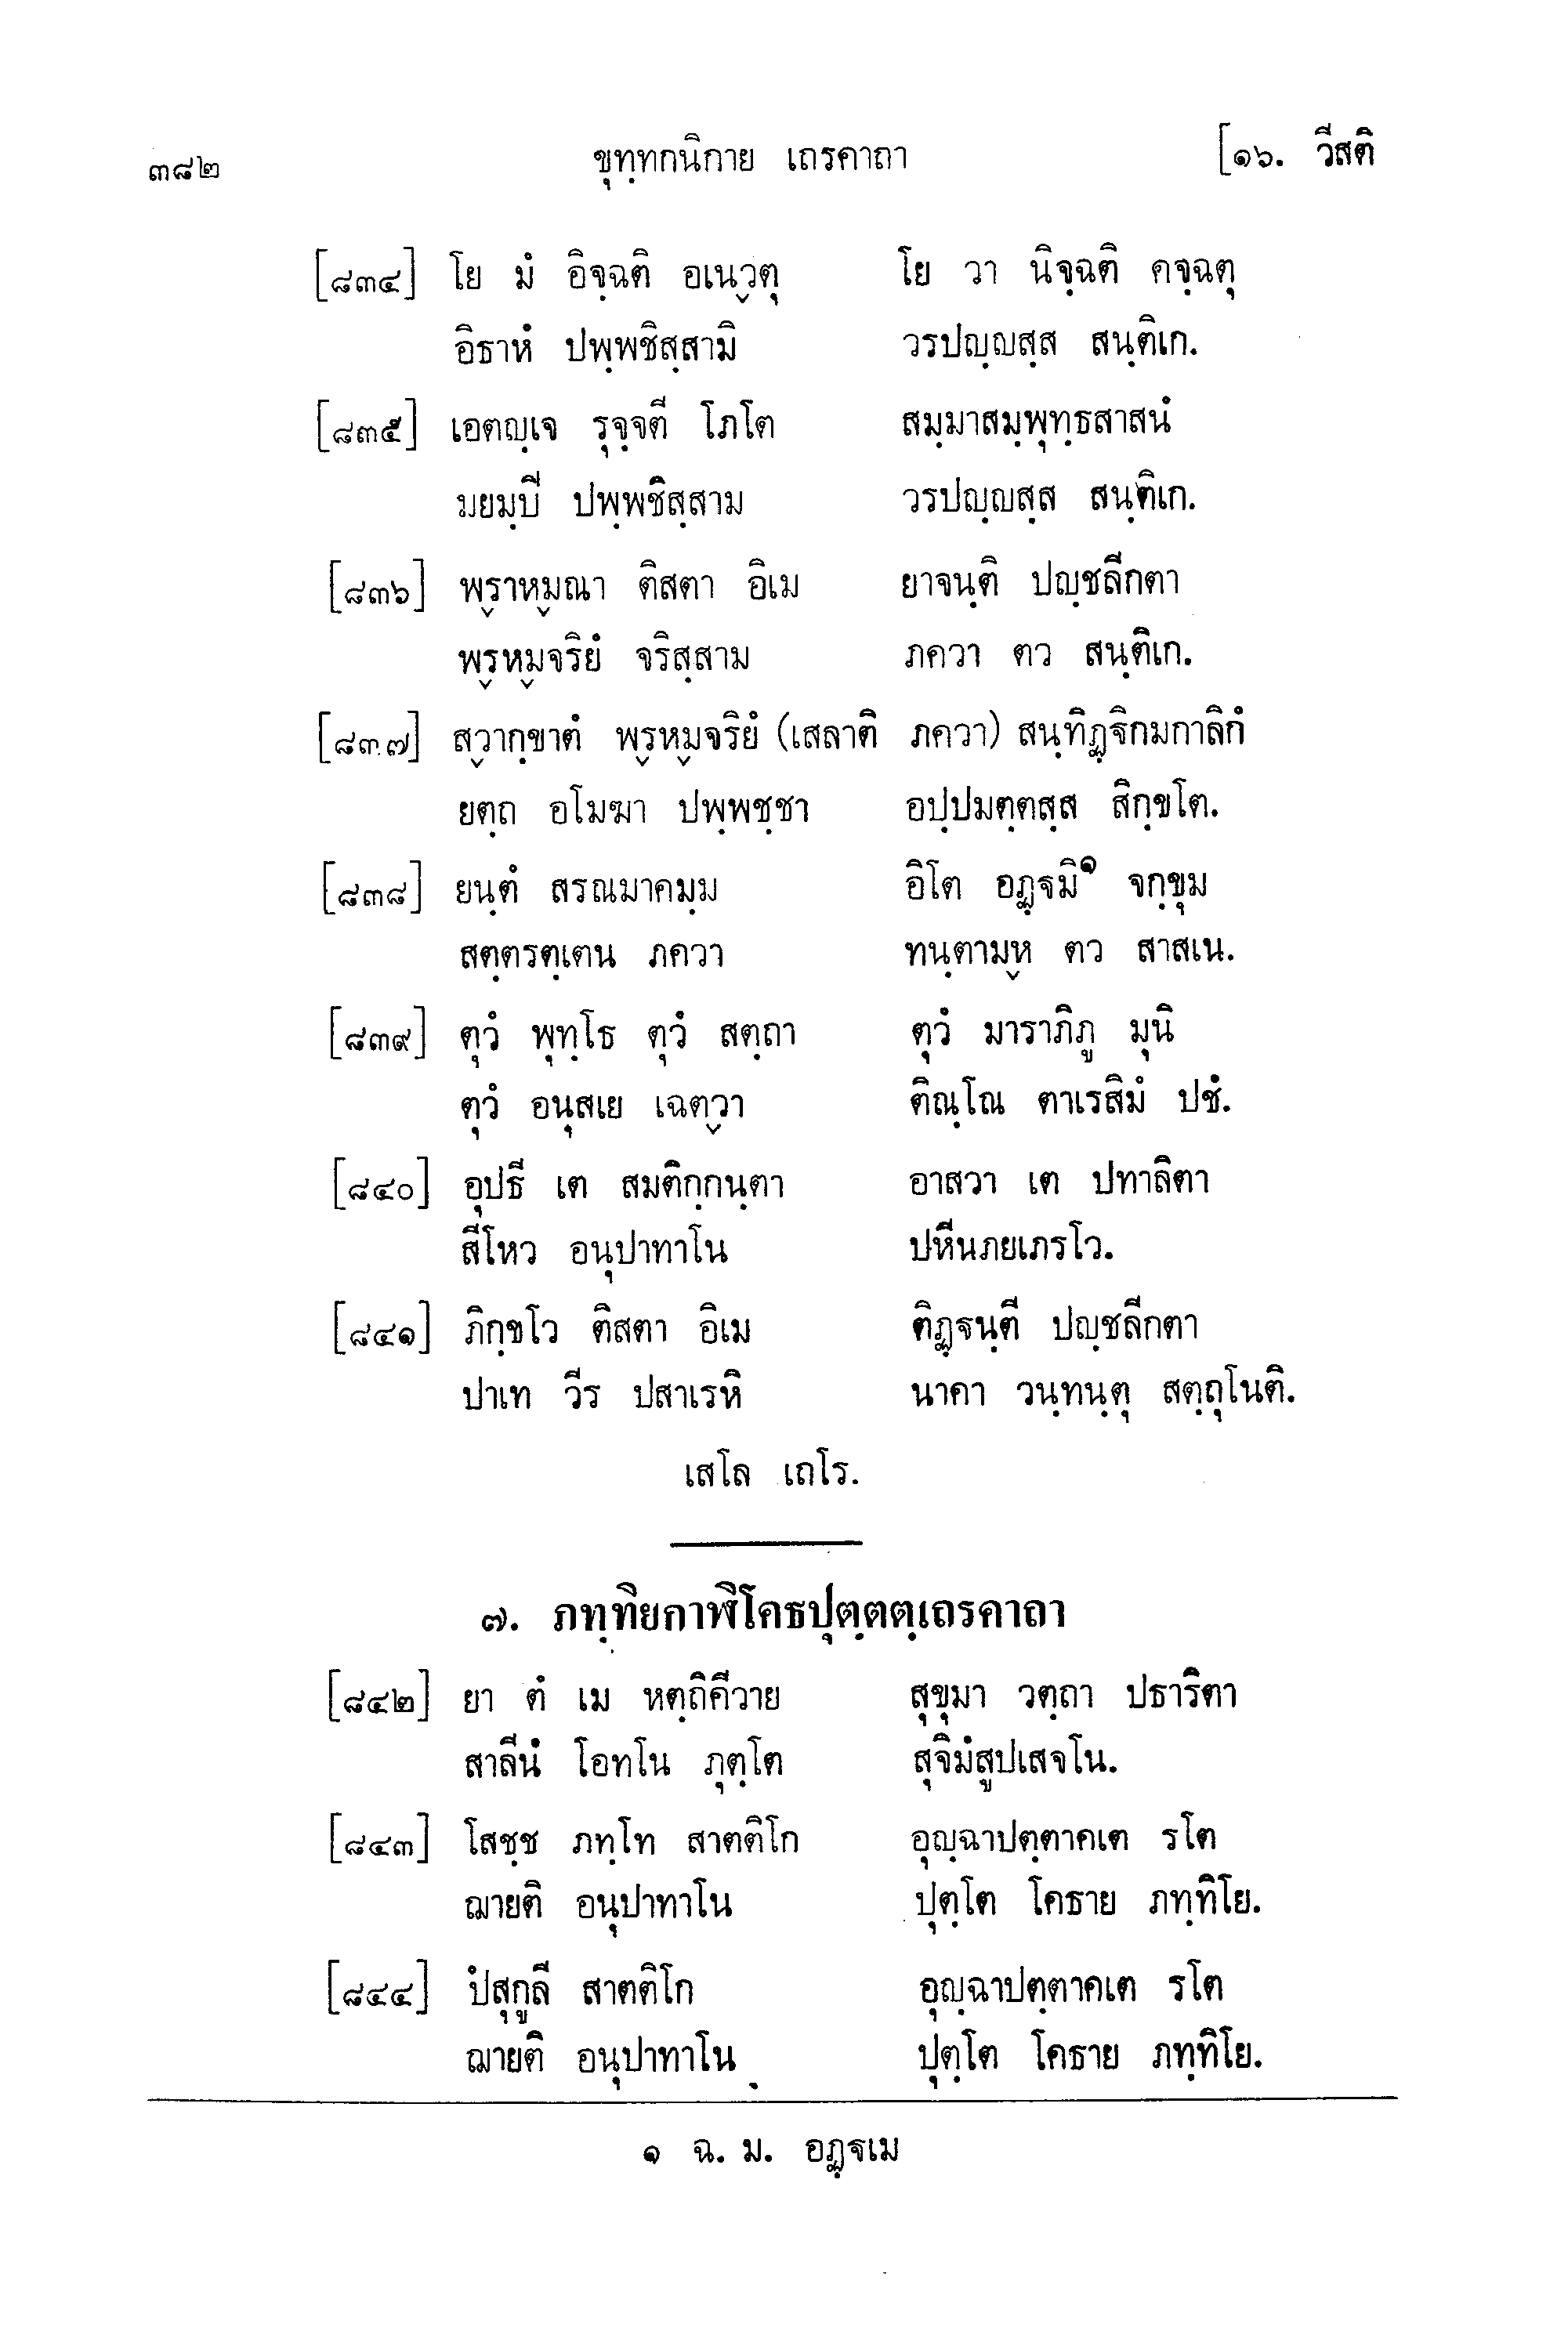 ๓๘๒ ขุทฺทกนิกาย เถรคาถา [๑๖. วีสติ
[๘๓๔] โย มํ อิจฺฉติ อเนฺวตุ โย วา นิจฺฉติ คจฺฉตุ
อิธาหํ ปพฺพชิสฺสามิ วรปญฺญสฺส สนฺติเก.
[๘๓๕] เอตญฺเจ รุจฺจตี โภโต สมฺมาสมฺพุทฺธสาสนํ
มยมฺปี ปพฺพชิสฺสาม วรปญฺญสฺส สนฺติเก.
[๘๓๖] พฺราหฺมณา ติสตา อิเม ยาจนฺติ ปญฺชลีกตา
พฺรหฺมจริยํ จริสฺสาม ภควา ตว สนฺติเก.
[๘๓๗] สฺวากฺขาตํ พฺรหฺมจริยํ (เสลาติ ภควา) สนฺทิฏฺฐิกมกาลิกํ
ยตฺถ อโมฆา ปพฺพชฺชา อปฺปมตฺตสฺส สิกฺขโต.
[๘๓๘] ยนฺตํ สรณมาคมฺม อิโต อฏฺฐมิ๑ จกฺขุม
สตฺตรตฺเตน ภควา ทนฺตามฺห ตว สาสเน.
[๘๓๙] ตุวํ พุทฺโธ ตุวํ สตฺถา ตุวํ มาราภิภู มุนิ
ตุวํ อนุสเย เฉตฺวา ติณฺโณ ตาเรสิมํ ปชํ.
[๘๔๐] อุปธี เต สมติกฺกนฺตา อาสวา เต ปทาลิตา
สีโหว อนุปาทาโน ปหีนภยเภรโว.
[๘๔๑] ภิกฺขโว ติสตา อิเม ติฏฺฐนฺตี ปญฺชลีกตา
ปาเท วีร ปสาเรหิ นาคา วนฺทนฺตุ สตฺถุโนติ.
เสโล เถโร.
๗. ภทฺทิยกาฬิโคธปุตฺตตฺเถรคาถา
[๘๔๒] ยา ตํ เม หตฺถิคีวาย สุขุมา วตฺถา ปธาริตา
สาลีนํ โอทโน ภุตฺโต สุจิมํสูปเสจโน.
[๘๔๓] โสชฺช ภทฺโท สาตติโก อุญฺฉาปตฺตาคเต รโต
ฌายติ อนุปาทาโน ปุตฺโต โคธาย ภทฺทิโย.
[๘๔๔] ปํสุกูลี สาตติโก อุญฺฉาปตฺตาคเต รโต
ฌายติ อนุปาทาโน ปุตฺโต โคธาย ภทฺทิโย.
๑ ฉ. ม. อฏฺฐเม